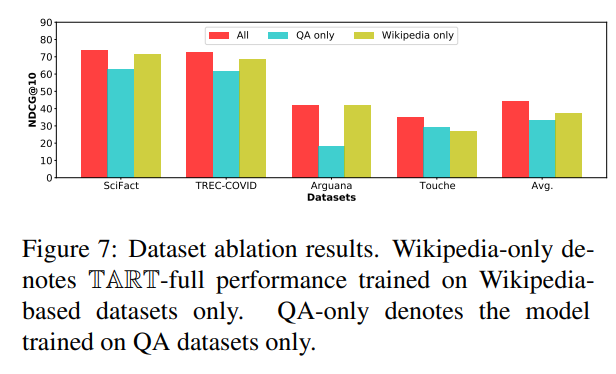 90
80
70
60
50
40
30
20
10
0
NDCG@10
All QA only Wikipedia only
SciFact TREC-COVID Arguana Touche Avg.
Datasets
Figure 7: Dataset ablation results. Wikipedia-only de-
notes 𝕋𝔸ℝ𝕋-full performance trained on Wikipedia-
based datasets only. QA-only denotes the model
trained on QA datasets only.